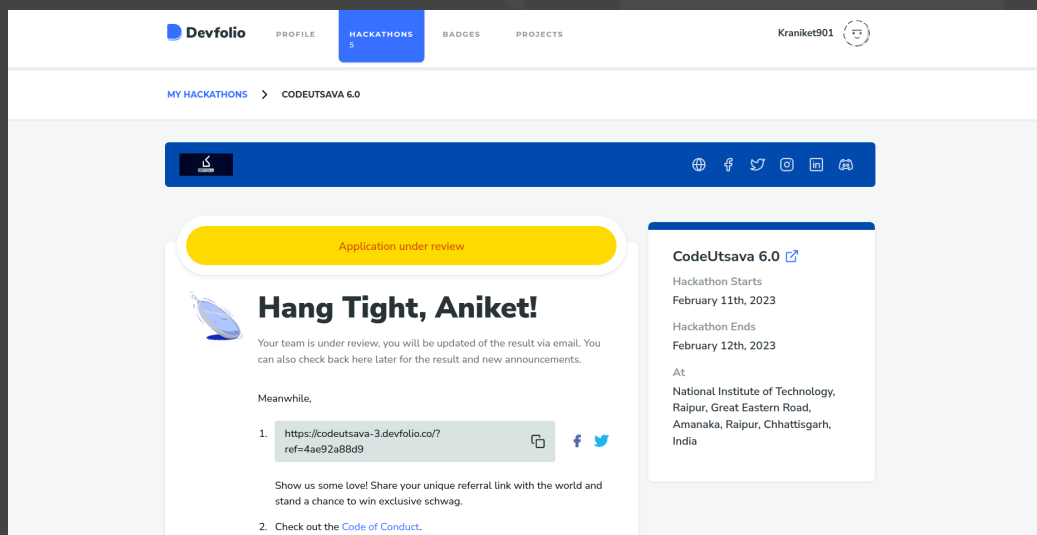 Devfolio
PROFILE
HACKATHONS
5
BADGES
PROJECTS
Kraniket901
MY HACKATHONS
CODEUTSAVA 6.0
in
Application under review
Hang Tight, Aniket!
Your team is under review, you will be updated of the result via email. You
can also check back here later for the result and new announcements.
Meanwhile,
1.
https://codeutsava-3.devfolio.co/?
ref=4ae92a88d9
Show us some love! Share your unique referral link with the world and
stand a chance to win exclusive schwag.
2. Check out the Code of Conduct.
CodeUtsava 6.0
Hackathon Starts
February 11th, 2023
Hackathon Ends
February 12th, 2023
At
National Institute of Technology,
Raipur, Great Eastern Road,
Amanaka, Raipur, Chhattisgarh,
India